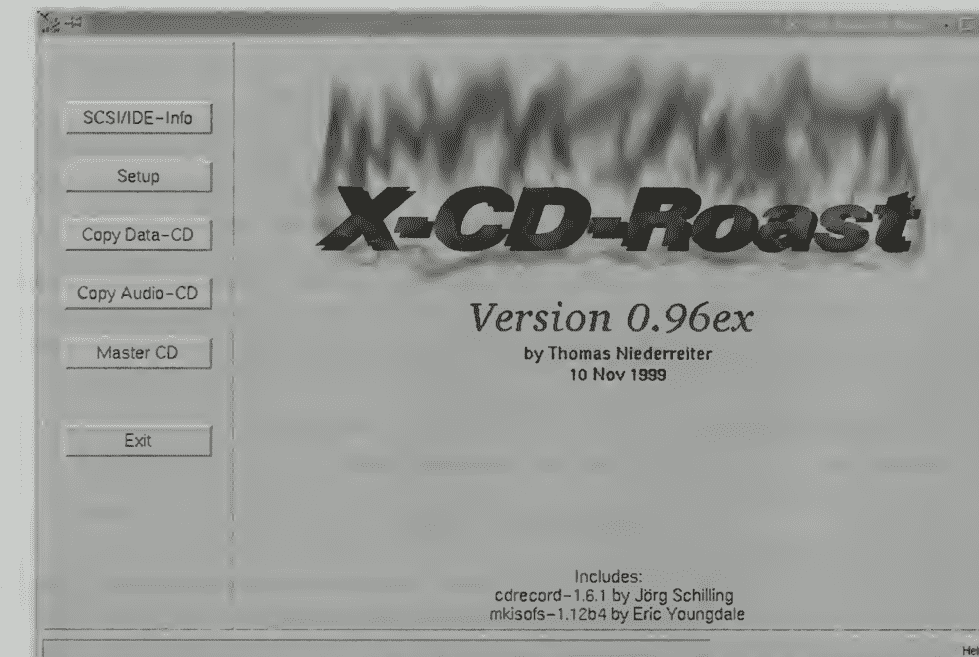 SCSI/IDE-Info
Setup
Copy Data-CD
Copy Audio-CD
Master CD
Exit
X-CD-Roast
Version 0.96ex
by Thomas Niederreiter
10 Nov 1999
Includes:
cdrecord-1.6.1 by Jörg Schilling
mkisofs-1.12b4 by Eric Youngdale